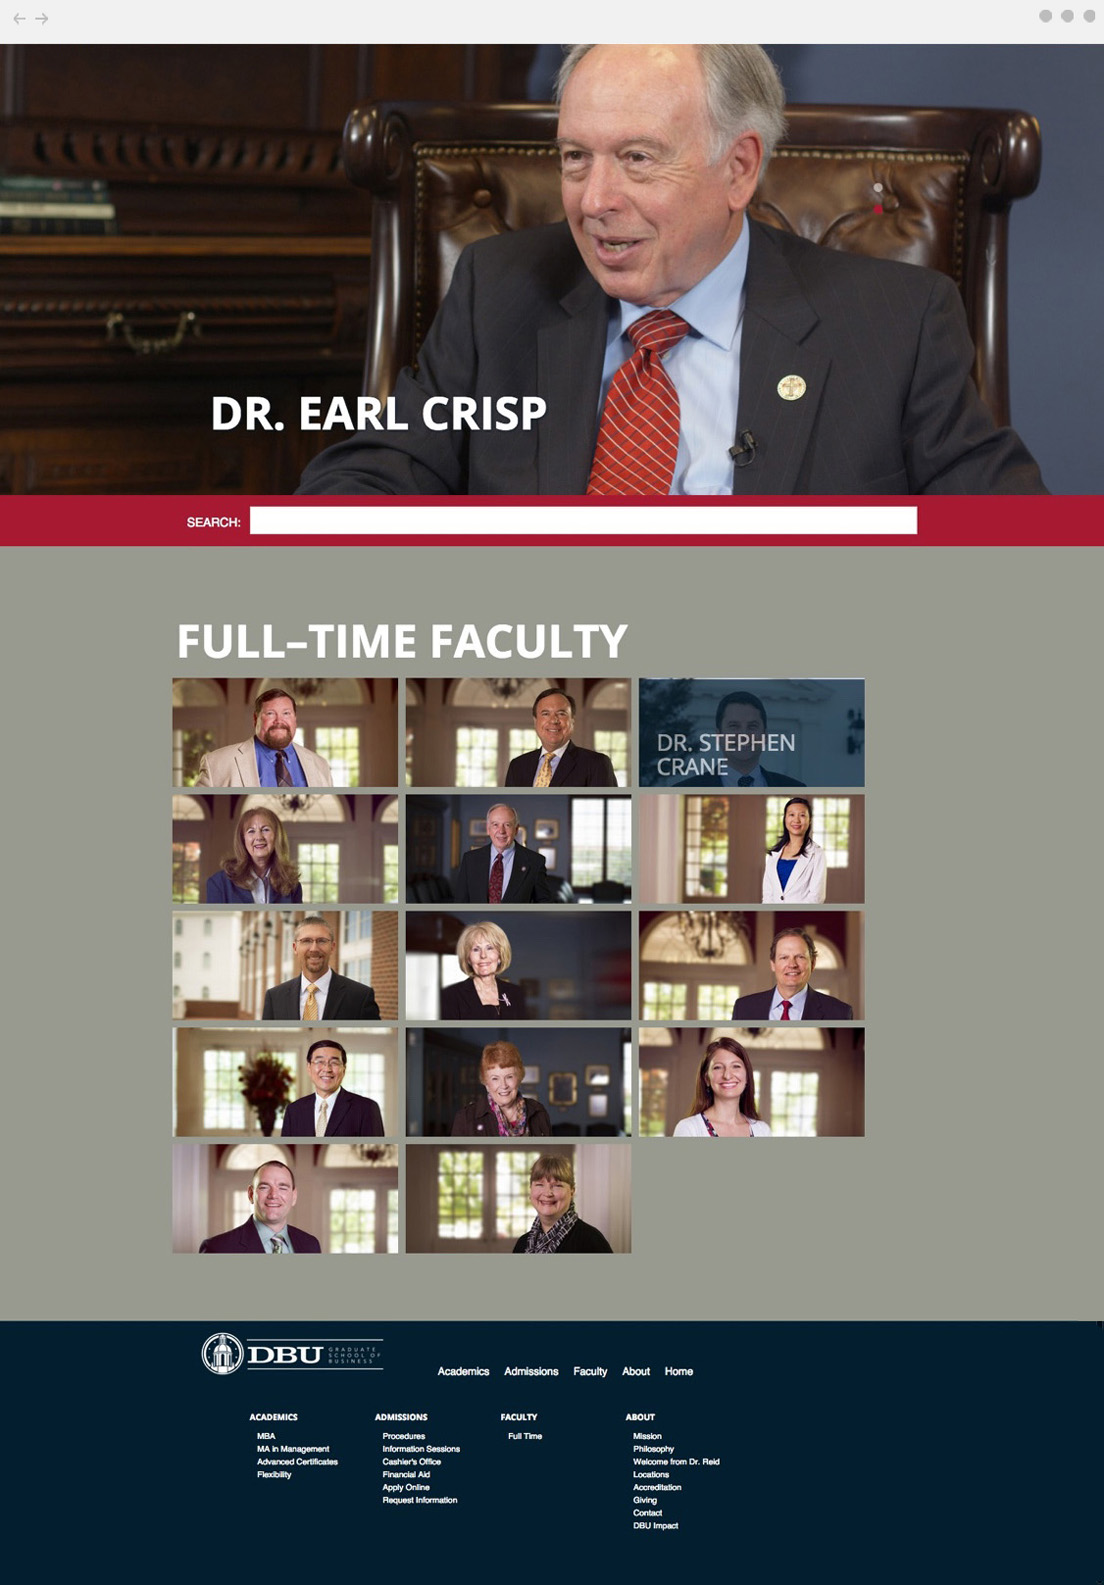 DR. EARL CRISP
SEARCH:
FULL–TIME FACULTY
DR. STEPHEN
CRANE
DBU
GRADUATE
SCHOOL OF
BUSINESS
Academics Admissions Faculty About Home
ACADEMICS
MBA
MA in Management
Advanced Certificates
Flexibility
ADMISSIONS
Procedures
Information Sessions
Cashier's Office
Financial Aid
Apply Online
Request Information
FACULTY
Full Time
ABOUT
Mission
Philosophy
Welcome from Dr. Reid
Locations
Accreditation
Giving
Contact
DBU Impact